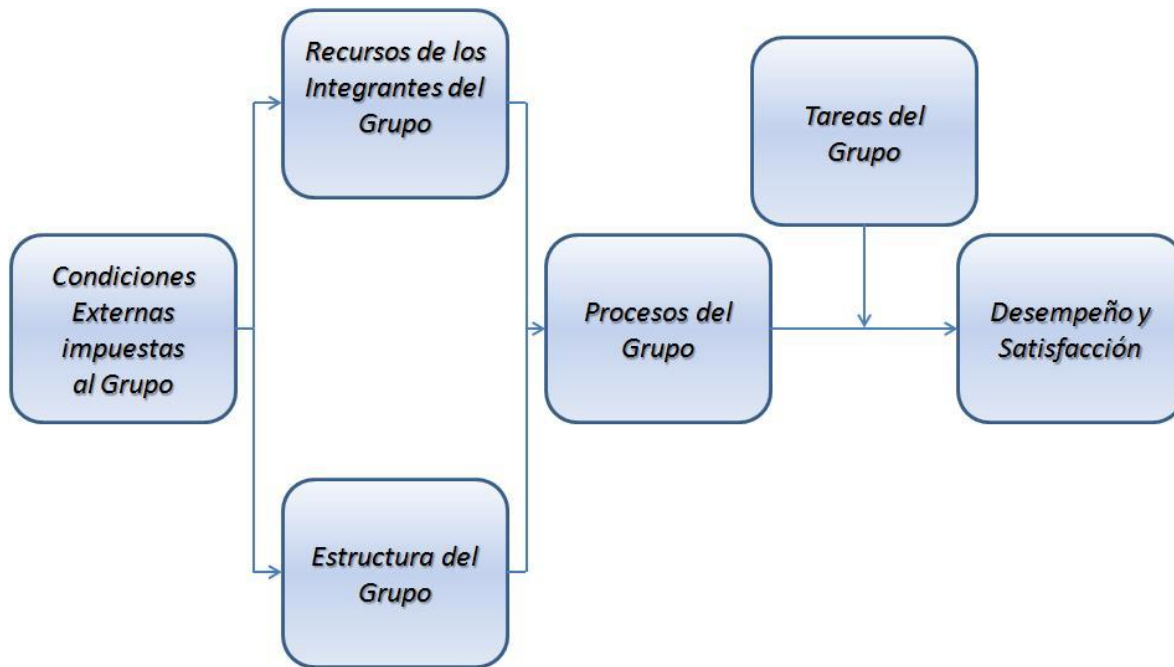 Recursos de los
Integrantes del
Grupo
Tareas del
Grupo
Condiciones
Externas
impuestas
al Grupo
Procesos del
Grupo
Desempeño y
Satisfacción
Estructura del
Grupo